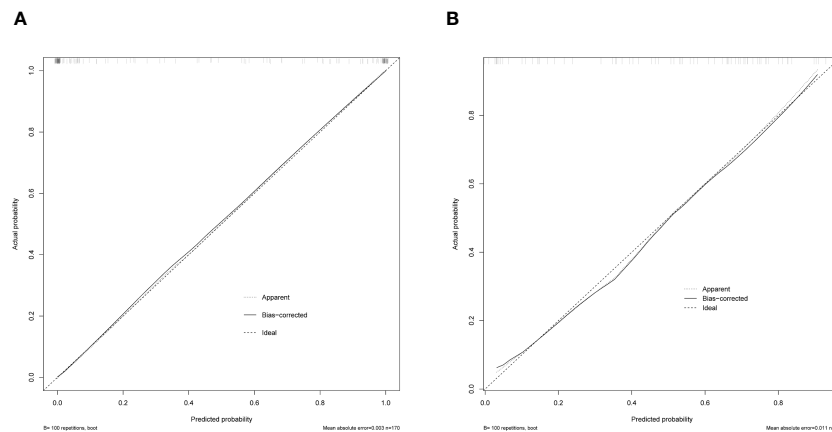 A
B
Actual probability
1.0
0.8
0.6
0.4
0.2
0.0
Apparent
Bias-corrected
Ideal
0.0 0.2 0.4 0.6 0.8 1.0
Predicted probability
B= 100 repetitions, boot
Mean absolute error=0.003 n=170
Actual probability
0.8
0.6
0.4
0.2
0.0
Apparent
Bias-corrected
Ideal
0.0 0.2 0.4 0.6 0.8
Predicted probability
B= 100 repetitions, boot
Mean absolute error=0.011 n